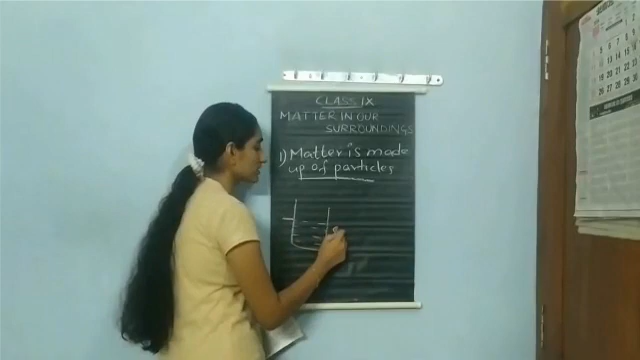 CLASS IX
MATTER IN OUR
SURROUNDINGS
1) Matter is made
up of particles